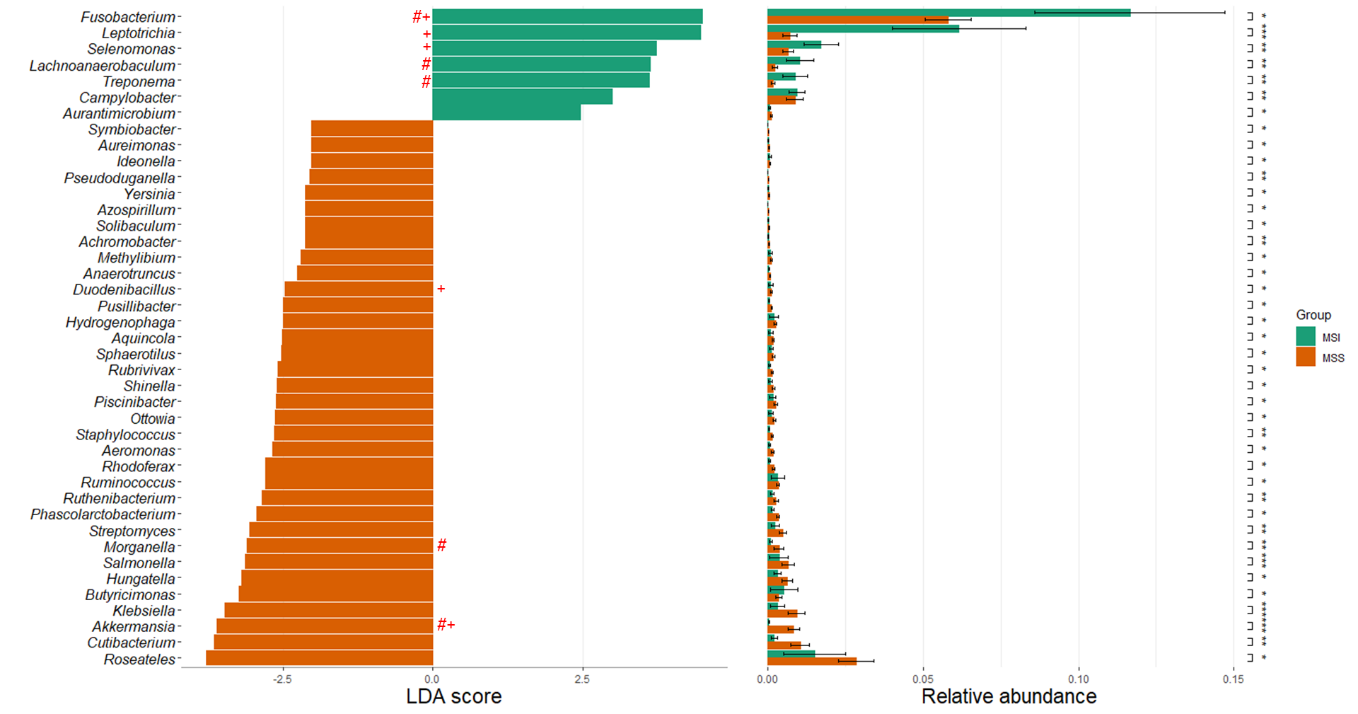 Fusobacterium #+ *
Leptotrichia + **
Selenomonas + **
Lachnoanaerobaculum # **
Treponema # **
Campylobacter **
Aurantimicrobium *
Symbiobacter *
Aureimonas *
Ideonella *
Pseudoduganella **
Yersinia *
Azospirillum *
Solibaculum *
Achromobacter **
Methylibium *
Anaerotruncus *
Duodenibacillus + *
Pusillibacter *
Hydrogenophaga *
Aquincola *
Sphaerotilus *
Rubrivivax *
Shinella *
Piscinibacter *
Ottowia *
Staphylococcus **
Aeromonas *
Rhodoferax *
Ruminococcus *
Ruthenibacterium **
Phascolarctobacterium *
Streptomyces **
Morganella #
Salmonella
Hungatella *
Butyricimonas *
Klebsiella
Akkermansia #+
Cutibacterium
Roseateles *
-2.5 0.0 2.5
LDA score
0.00 0.05 0.10 0.15
Relative abundance
Group
MSI
MSS